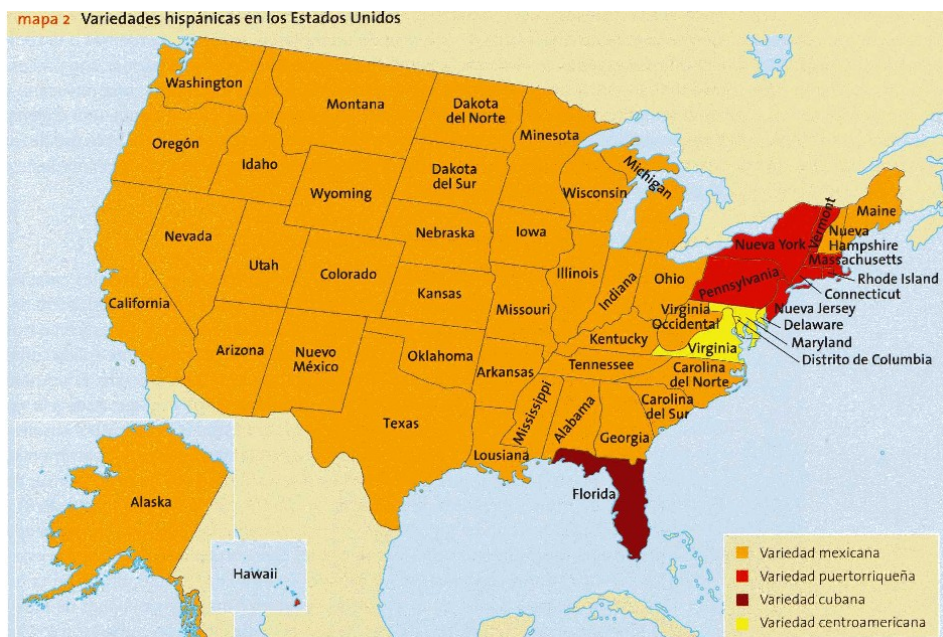 mapa 2 Variedades hispánicas en los Estados Unidos
Washington
Montana
Dakota
del Norte
Minesota
Oregón
Idaho
Wyoming
Dakota
del Sur
Wisconsin
Michigan
Nevada
Utah
Colorado
Nebraska
Iowa
Kansas
Missouri
Illinois
Indiana
Ohio
Nueva York
Vermont
Maine
Nueva
Hampshire
Massachusetts
Rhode Island
Connecticut
Pennsylvania
Nueva Jersey
Delaware
Maryland
Distrito de Columbia
Virginia
Occidental
Virginia
Kentucky
California
Arizona
Nuevo
México
Oklahoma
Arkansas
Tennessee
Carolina
del Norte
Carolina
del Sur
Texas
Lousiana
Mississippi
Alabama
Georgia
Florida
Alaska
Hawaii
Variedad mexicana
Variedad puertorriqueña
Variedad cubana
Variedad centroamericana